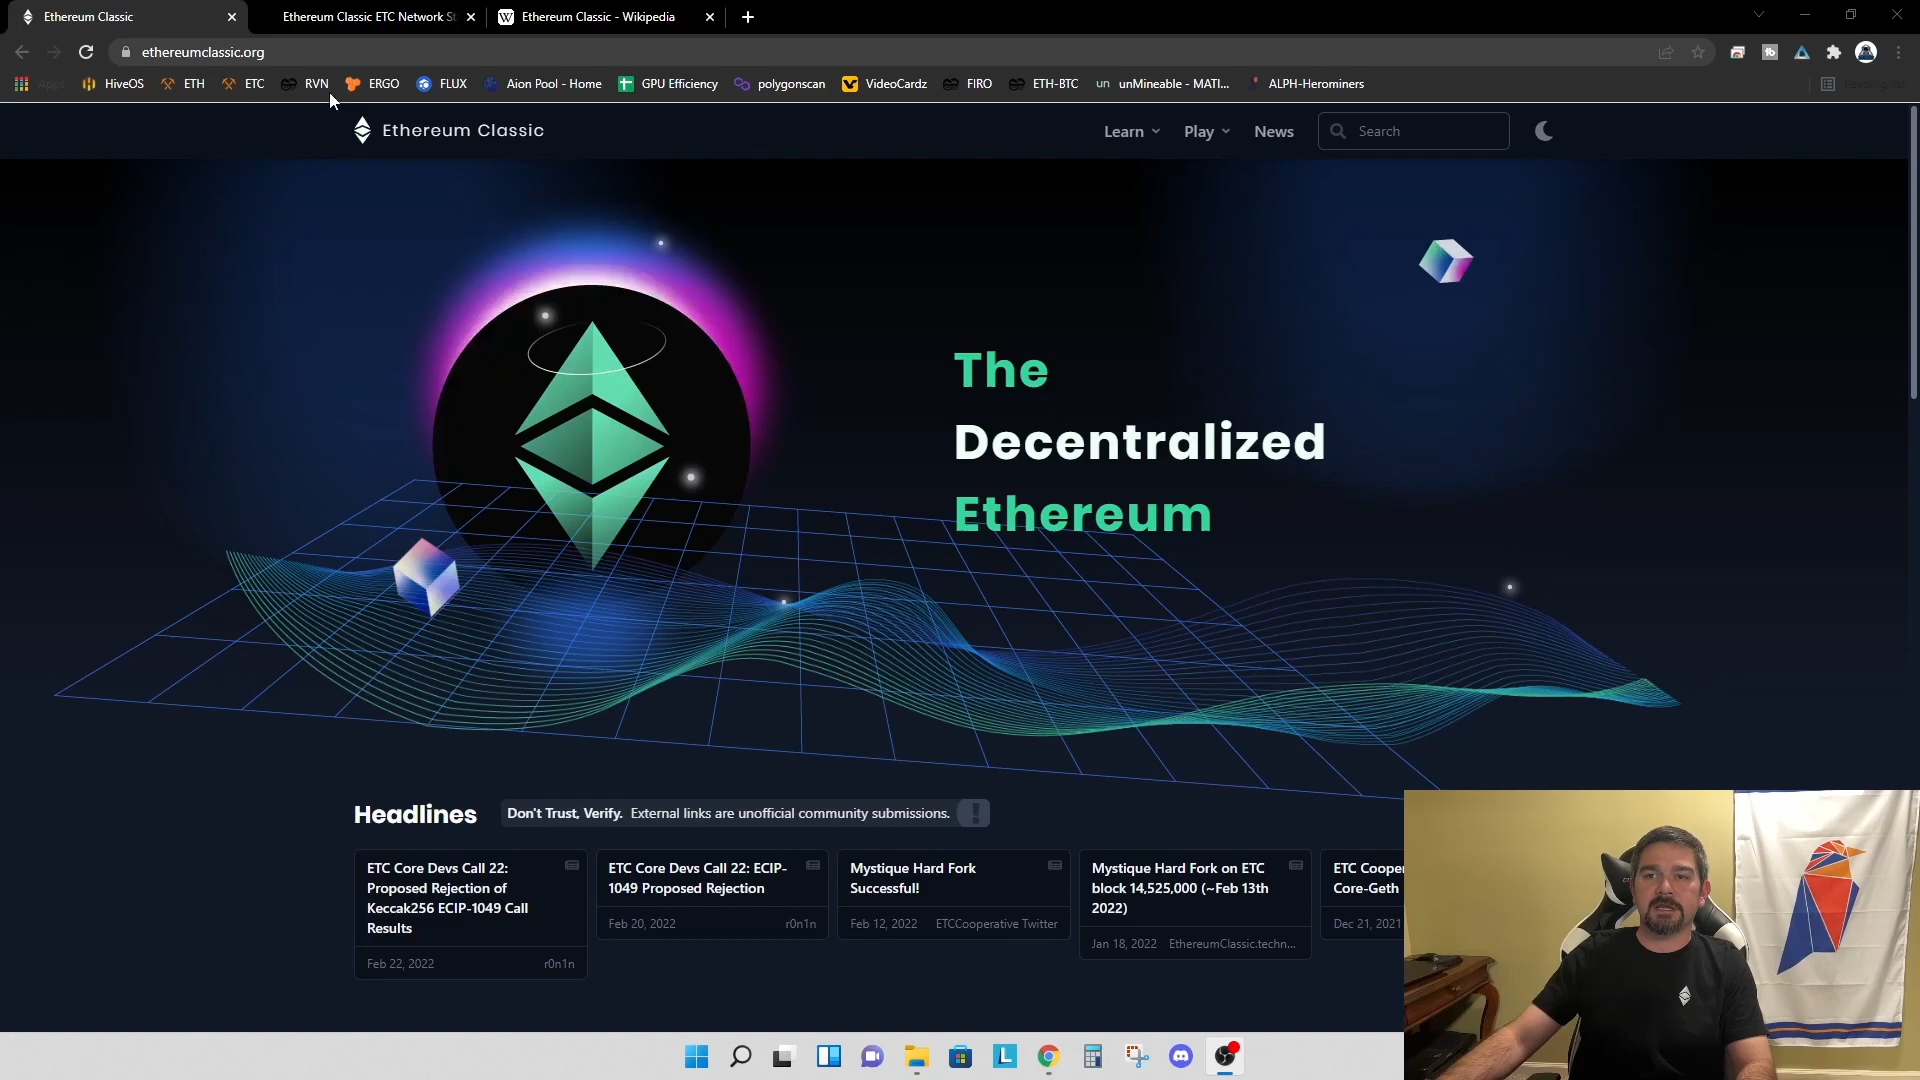 Ethereum Classic
Ethereum Classic ETC Network St
Ethereum Classic - Wikipedia
ethereumclassic.org
Apps
HiveOS
ETH
ETC
RVN
ERGO
FLUX
Aion Pool - Home
GPU Efficiency
polygonscan
VideoCardz
FIRO
ETH-BTC
un unMineable - MATI...
ALPH-Herominers
Reading list
Ethereum Classic
Learn
Play
News
Search
The
Decentralized
Ethereum
Headlines
Don't Trust, Verify. External links are unofficial community submissions.
ETC Core Devs Call 22:
Proposed Rejection of
Keccak256 ECIP-1049 Call
Results
Feb 22, 2022 r0n1n
ETC Core Devs Call 22: ECIP-
1049 Proposed Rejection
Feb 20, 2022 r0n1n
Mystique Hard Fork
Successful!
Feb 12, 2022 ETCCooperative Twitter
Mystique Hard Fork on ETC
block 14,525,000 (~Feb 13th
2022)
Jan 18, 2022 EthereumClassic.techn...
ETC Cooper
Core-Geth
Dec 21, 2021